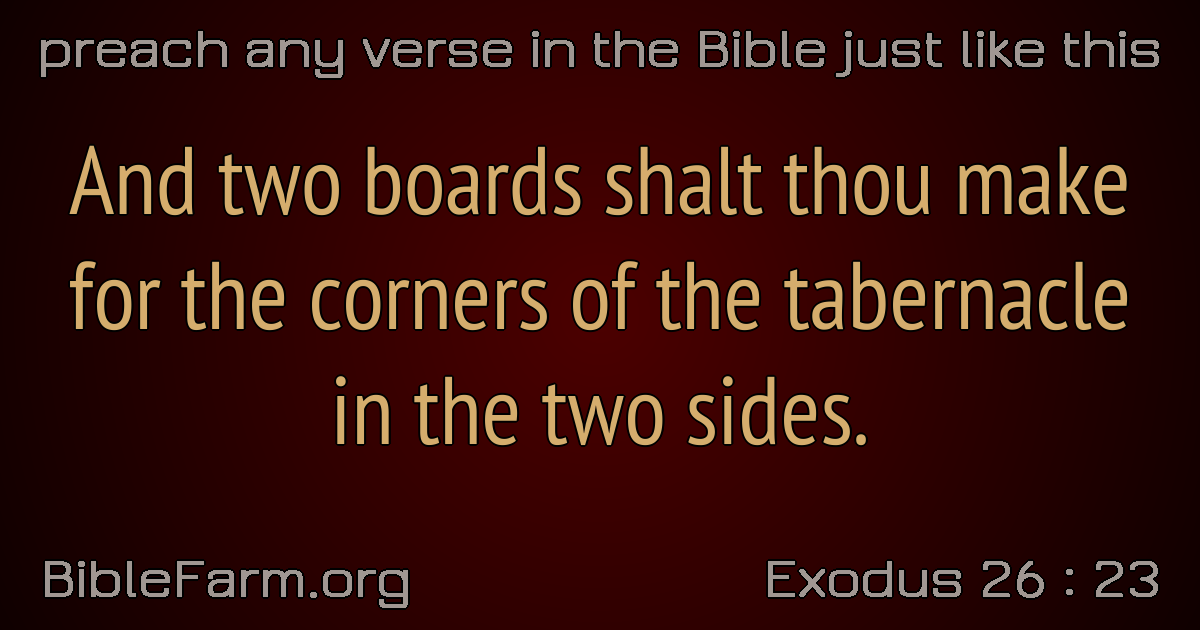 preach any verse in the Bible just like this
And two boards shalt thou make
for the corners of the tabernacle
in the two sides.
BibleFarm.org
Exodus 26 : 23